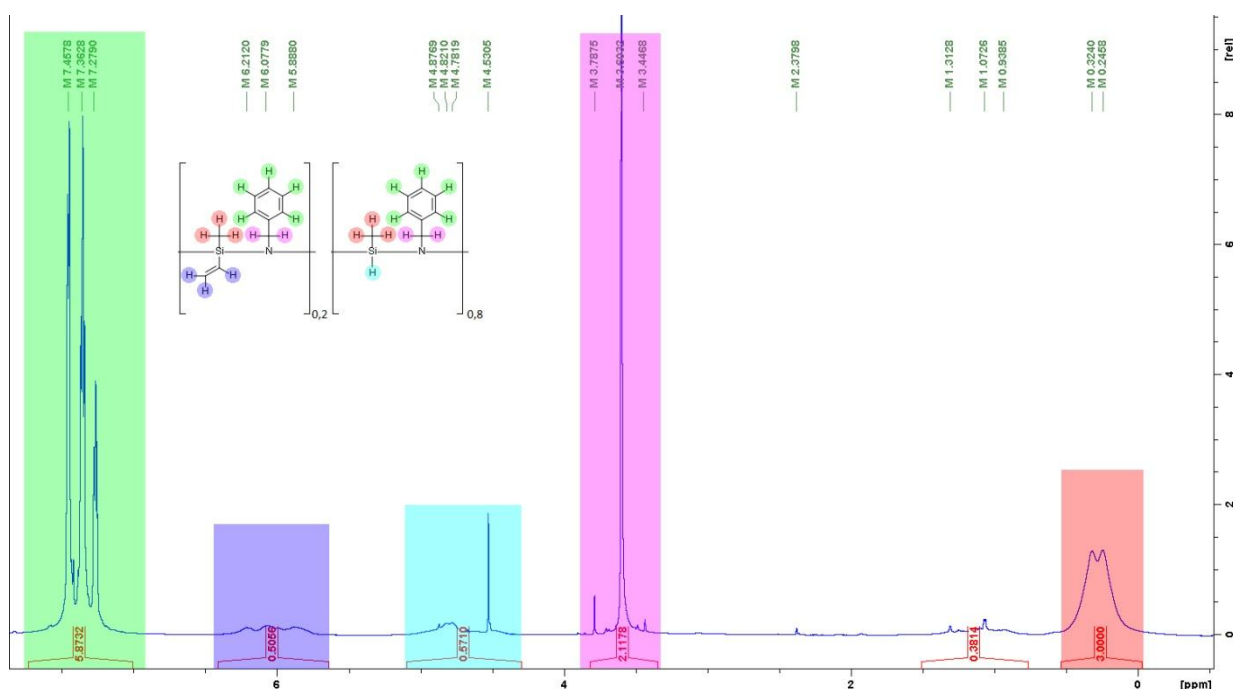 M 7.4578
M 7.3628
M 7.2790
M 6.2120
M 6.0779
M 5.8880
M 4.8769
M 4.8210
M 4.7819
M 4.5305
M 3.7875
M 3.4468
M 2.3798
M 1.3128
M 1.0726
M 0.9385
M 0.3240
M 0.2458
[rel]
8
6
4
2
0
H H H H H
H H H H H
Si N
H H H
0,2
H H H H H
H H H H H
Si N
H
0,8
5.8732
0.5056
0.5710
2.1178
0.3814
3.0000
6 4 2 0 [ppm]